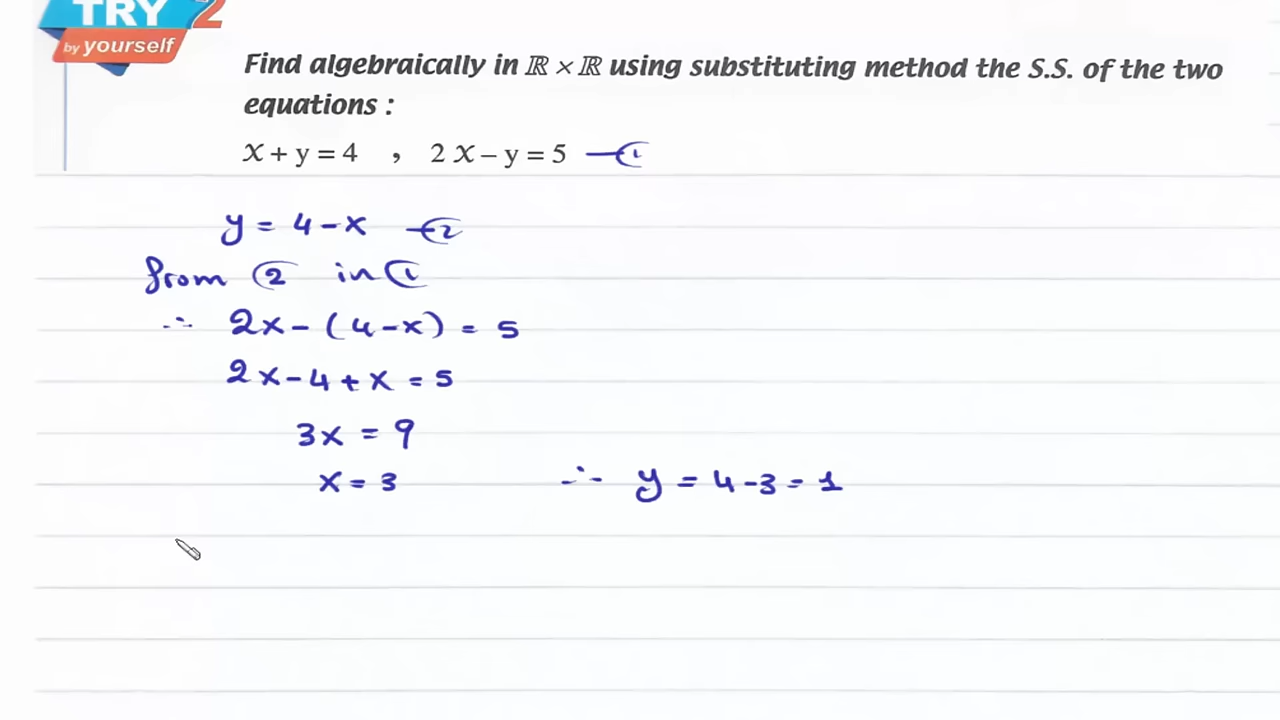 TRY 2
by yourself
Find algebraically in ℝ × ℝ using substituting method the S.S. of the two
equations :
x + y = 4 , 2 x – y = 5 —①
y = 4 - x —②
from ② in ①
∴ 2x - (4 - x) = 5
2x - 4 + x = 5
3x = 9
x = 3 ∴ y = 4 - 3 = 1